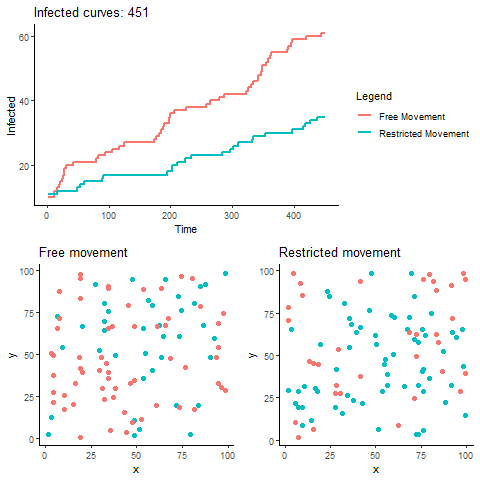 Infected curves: 451
60
40
20
Infected
0
100
200
300
400
Time
Legend
Free Movement
Restricted Movement
Free movement
100
75
50
25
0
y
0
25
50
75
100
x
Restricted movement
100
75
50
25
0
y
0
25
50
75
100
x